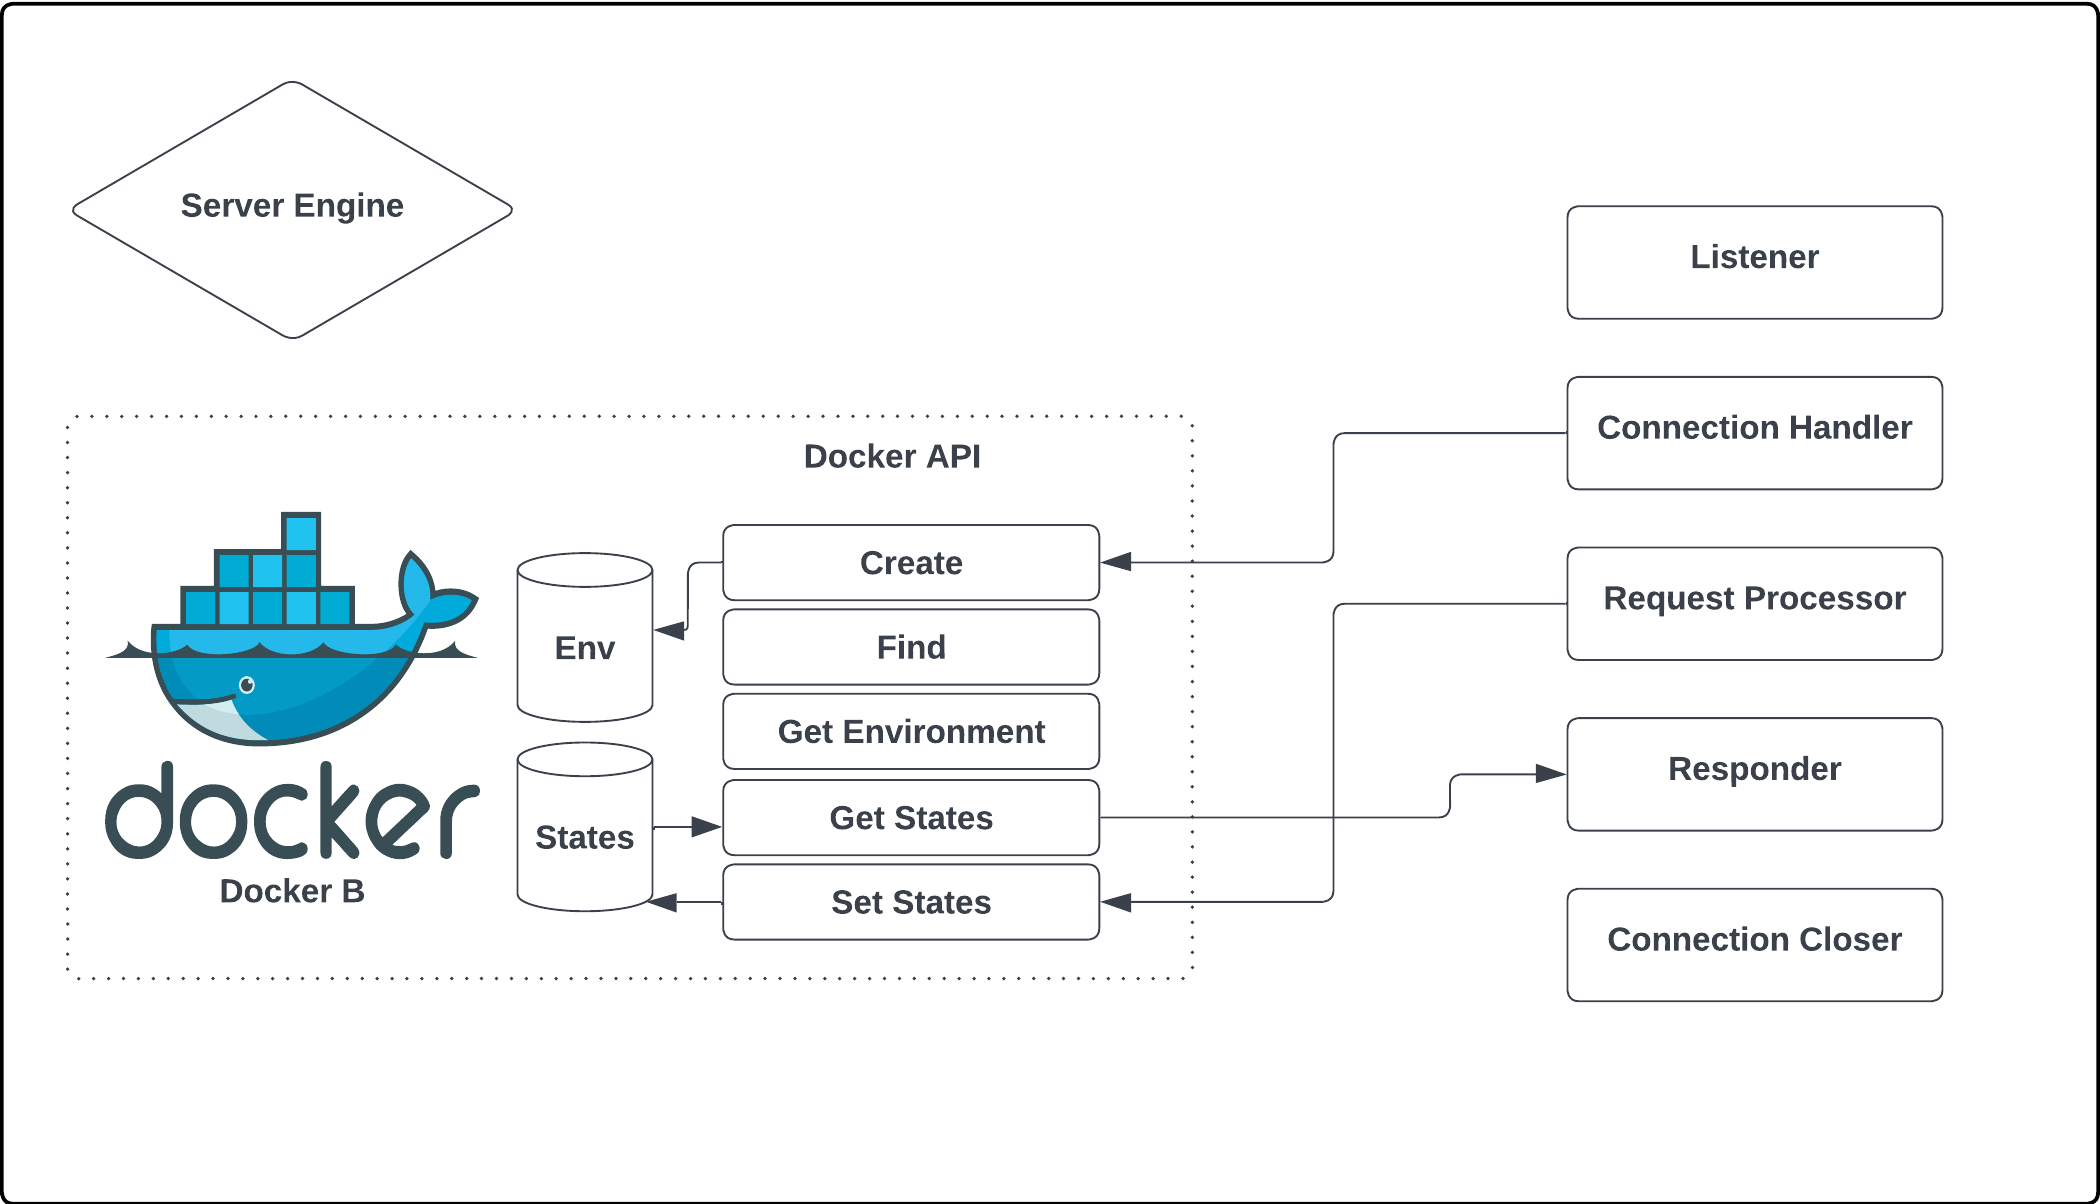 Server Engine
Listener
Connection Handler
Docker API
Create
Request Processor
Find
Env
Get Environment
Responder
Get States
States
docker
Docker B
Set States
Connection Closer